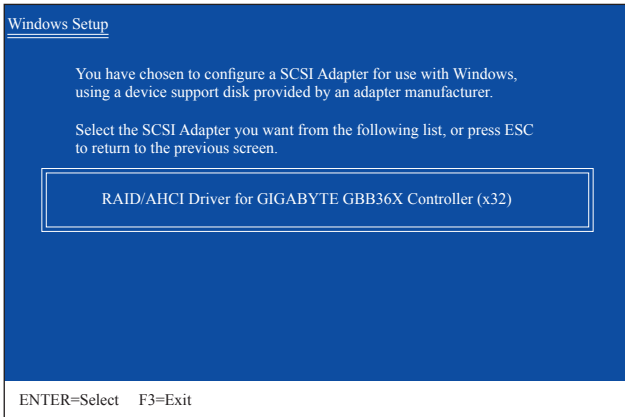 Windows Setup
You have chosen to configure a SCSI Adapter for use with Windows,
using a device support disk provided by an adapter manufacturer.
Select the SCSI Adapter you want from the following list, or press ESC
to return to the previous screen.
RAID/AHCI Driver for GIGABYTE GBB36X Controller (x32)
ENTER=Select F3=Exit